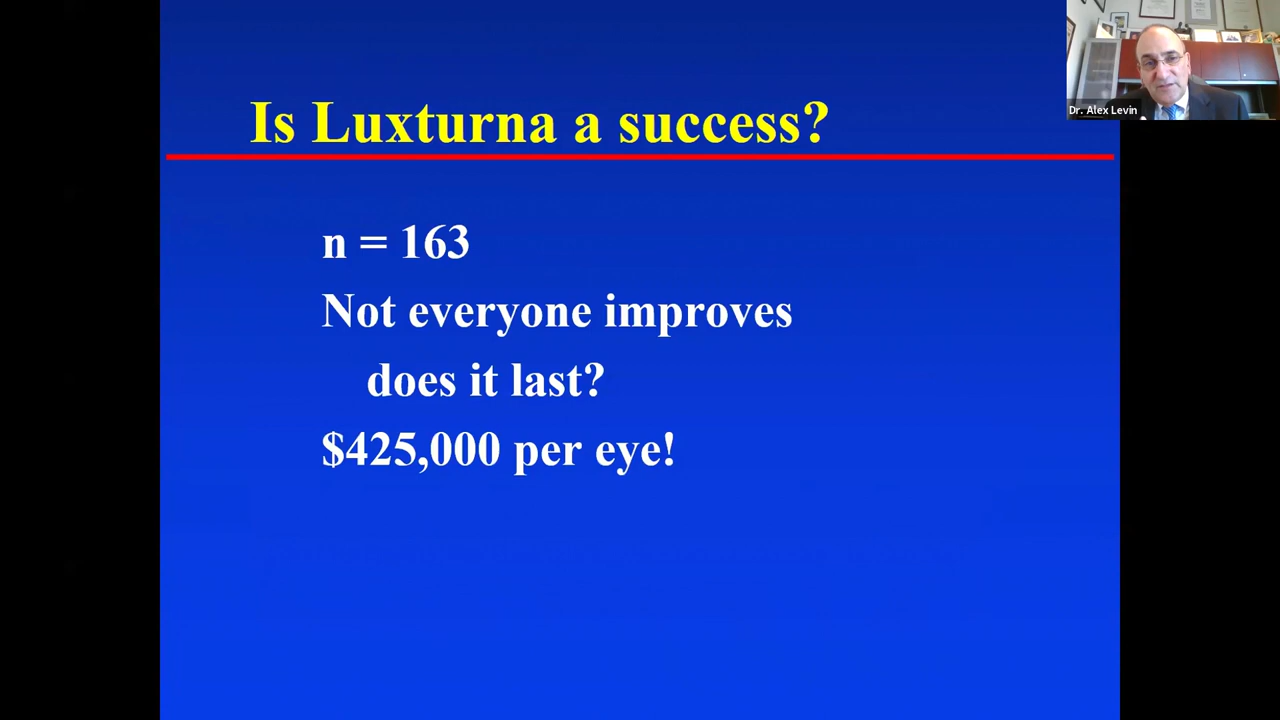 Is Luxturna a success?
n = 163
Not everyone improves
does it last?
$425,000 per eye!
Dr. Alex Levin